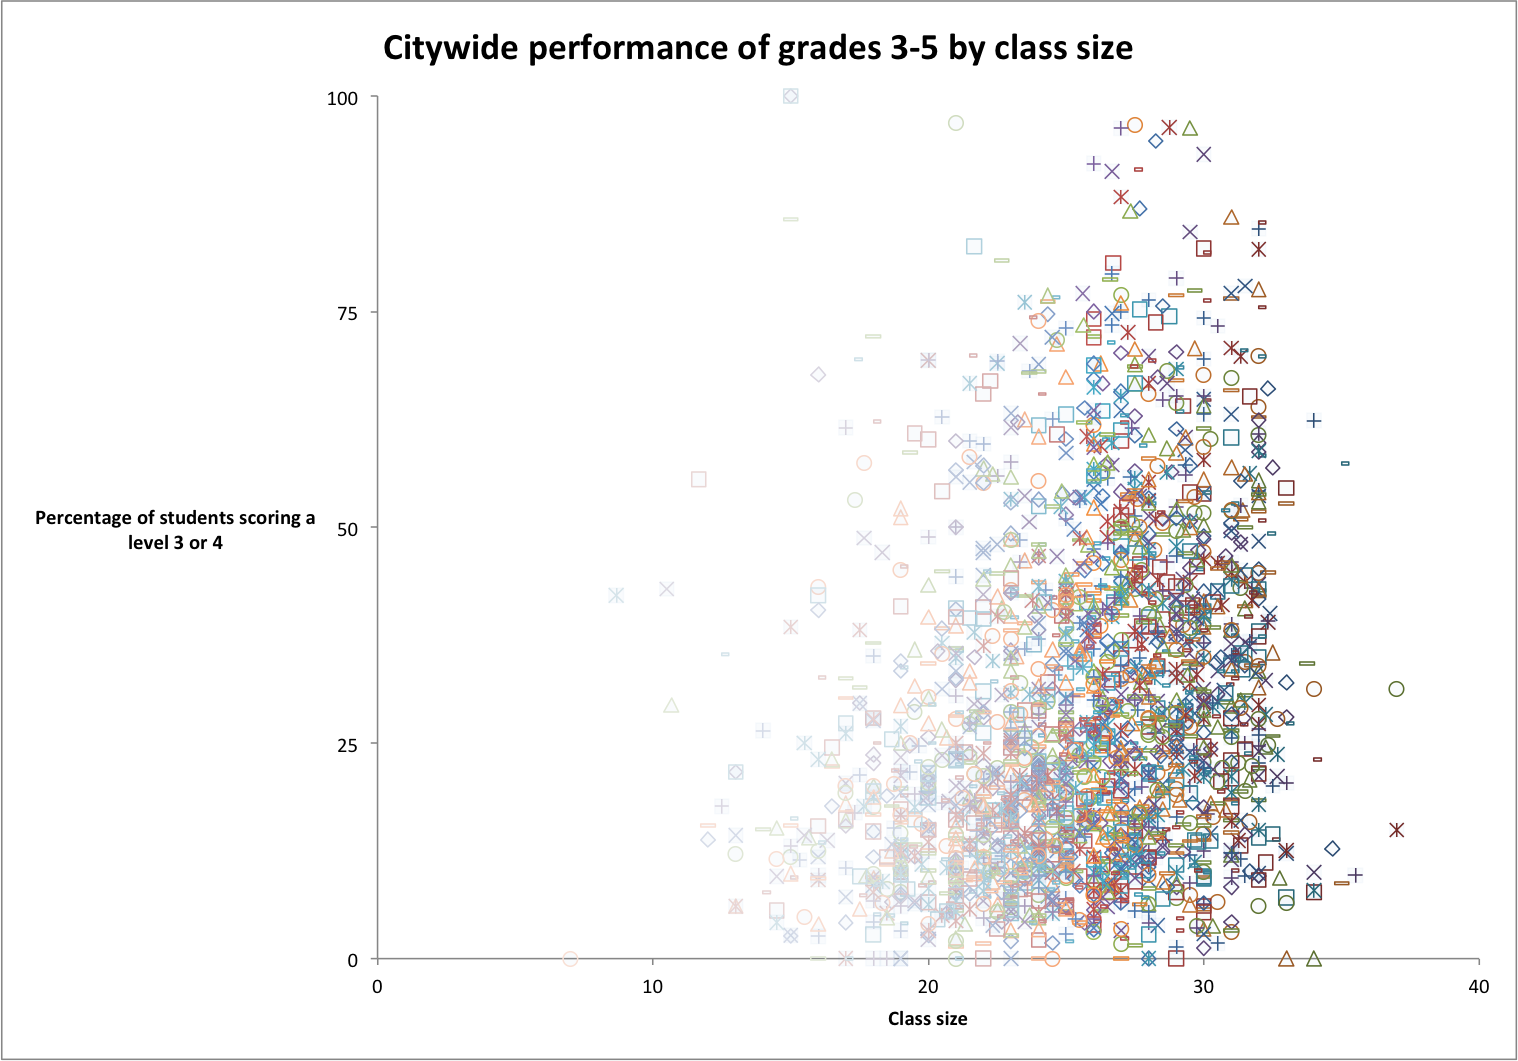 Citywide performance of grades 3-5 by class size
100
75
Percentage of students scoring a
level 3 or 4
50
25
0
0 10 20 30 40
Class size